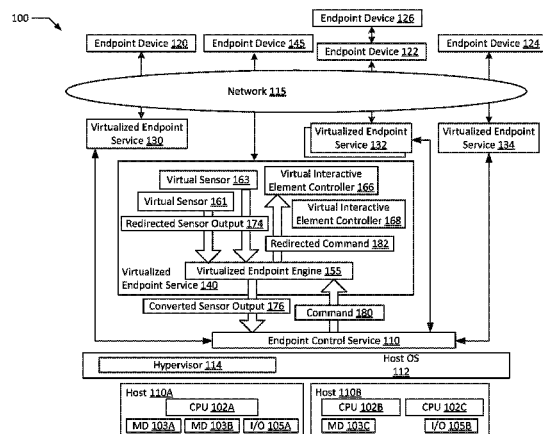 100
Endpoint Device 126
Endpoint Device 120
Endpoint Device 145
Endpoint Device 122
Endpoint Device 124
Network 115
Virtualized Endpoint Service 130
Virtualized Endpoint Service 132
Virtualized Endpoint Service 134
Virtual Sensor 163
Virtual Interactive Element Controller 166
Virtual Sensor 161
Virtual Interactive Element Controller 168
Redirected Sensor Output 174
Redirected Command 182
Virtualized Endpoint Engine 155
Virtualized Endpoint Service 140
Converted Sensor Output 176
Command 180
Endpoint Control Service 110
Hypervisor 114
Host OS 112
Host 110A
CPU 102A
MD 103A
MD 103B
I/O 105A
Host 110B
CPU 102B
CPU 102C
MD 103C
I/O 105B